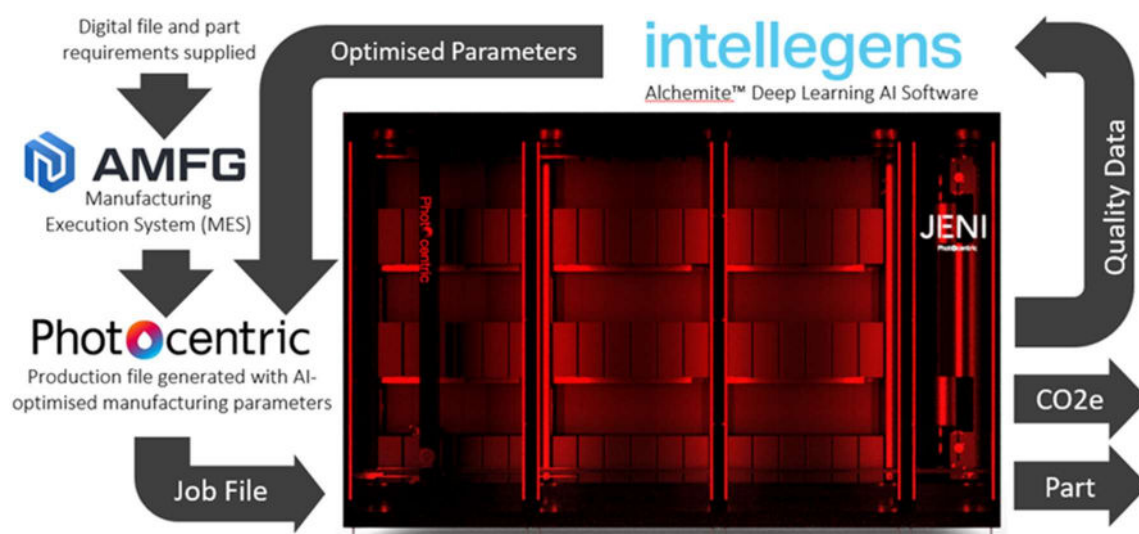 Digital file and part
requirements supplied
AMFG
Manufacturing
Execution System (MES)
Photocentric
Production file generated with AI-
optimised manufacturing parameters
Job File
Optimised Parameters
intellegens
Alchemite™ Deep Learning AI Software
Photocentric
JENI
Photocentric
Quality Data
CO2e
Part